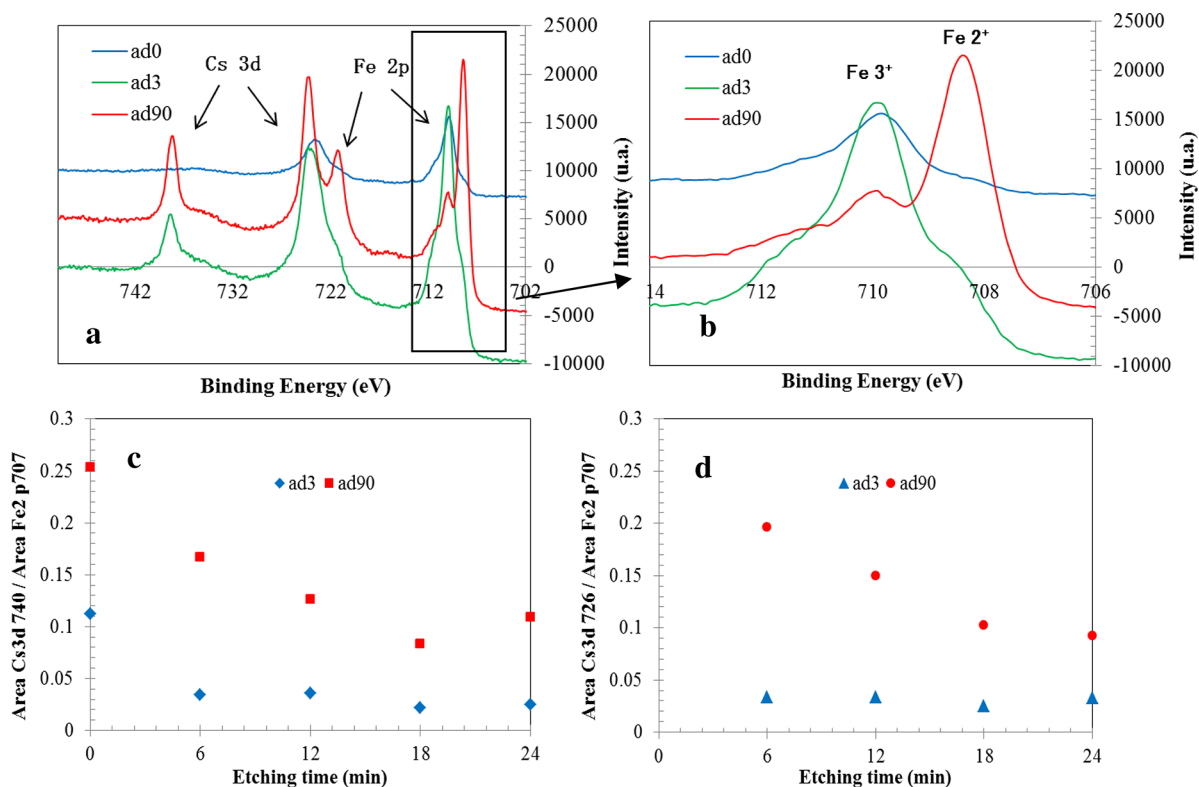 ad0
ad3
ad90
Cs 3d
Fe 2p
25000
20000
15000
10000
5000
0
-5000
-10000
742
732
722
712
702
Intensity (u.a.)
a
Binding Energy (eV)
ad0
ad3
ad90
Fe 3+
Fe 2+
25000
20000
15000
10000
5000
0
-5000
-10000
14
712
710
708
706
Intensity (u.a.)
b
Binding Energy (eV)
Area Cs3d 740 / Area Fe2 p707
0.3
0.25
0.2
0.15
0.1
0.05
0
c
ad3
ad90
0
6
12
18
24
Etching time (min)
Area Cs3d 726 / Area Fe2 p707
0.3
0.25
0.2
0.15
0.1
0.05
0
d
ad3
ad90
0
6
12
18
24
Etching time (min)